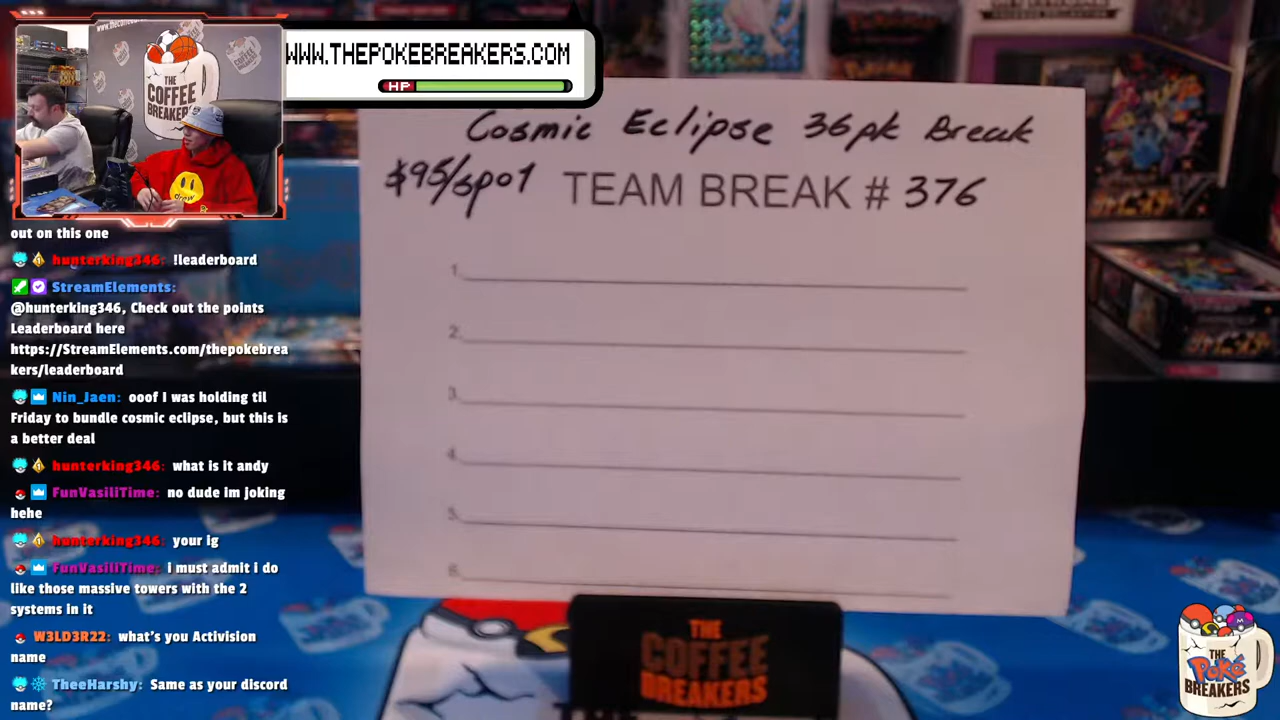 WWW.THEPOKEBREAKERS.COM
HP
THE
COFFEE
BREAKERS
drew
Cosmic Eclipse 36pk Break
$95/spot TEAM BREAK # 376
1.
2.
3.
4.
5.
6.
out on this one
hunterking346: !leaderboard
StreamElements:
@hunterking346, Check out the points
Leaderboard here
https://StreamElements.com/thepokebrea
kers/leaderboard
Nin_Jaen: ooof I was holding til
Friday to bundle cosmic eclipse, but this is
a better deal
hunterking346: what is it andy
FunVasiliTime: no dude im joking
hehe
hunterking346: your ig
FunVasiliTime: i must admit i do
like those massive towers with the 2
systems in it
W3LD3R22: what's you Activision
name
TheeHarshy: Same as your discord
name?
THE
COFFEE
BREAKERS
THE
THE
Poké
BREAKERS